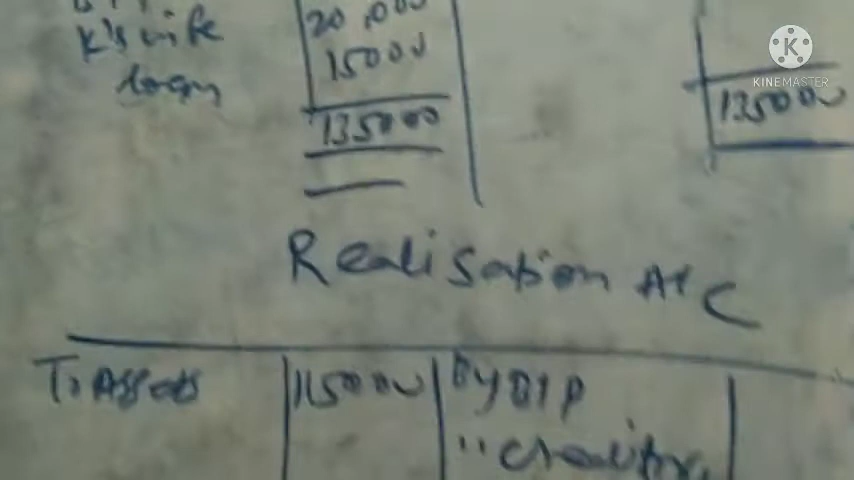 K's wife
loan
20,000
15000
135000
135000
KINEMASTER
Realisation A/C
To Assets
115000
By B/P
" creditors